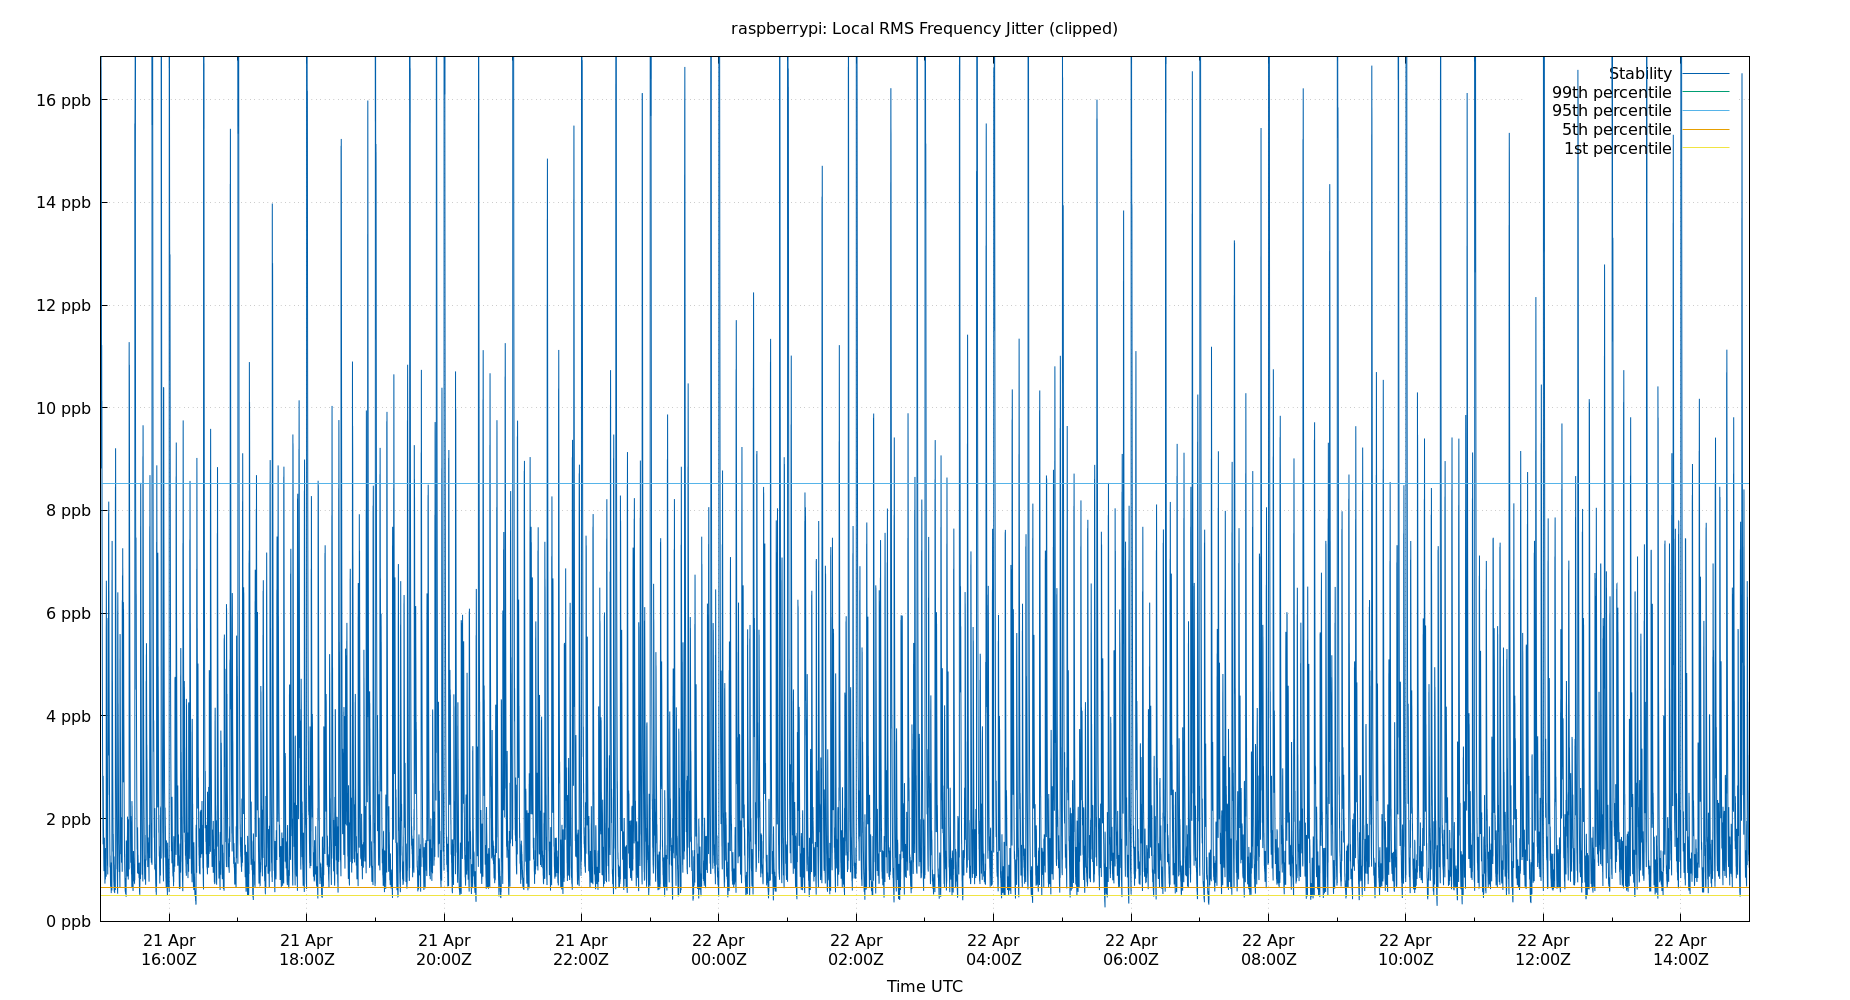 raspberrypi: Local RMS Frequency Jitter (clipped)
Stability
99th percentile
95th percentile
5th percentile
1st percentile
16 ppb
14 ppb
12 ppb
10 ppb
8 ppb
6 ppb
4 ppb
2 ppb
0 ppb
21 Apr 21 Apr 21 Apr 21 Apr 22 Apr 22 Apr 22 Apr 22 Apr 22 Apr 22 Apr 22 Apr 22 Apr
16:00Z 18:00Z 20:00Z 22:00Z 00:00Z 02:00Z 04:00Z 06:00Z 08:00Z 10:00Z 12:00Z 14:00Z
Time UTC